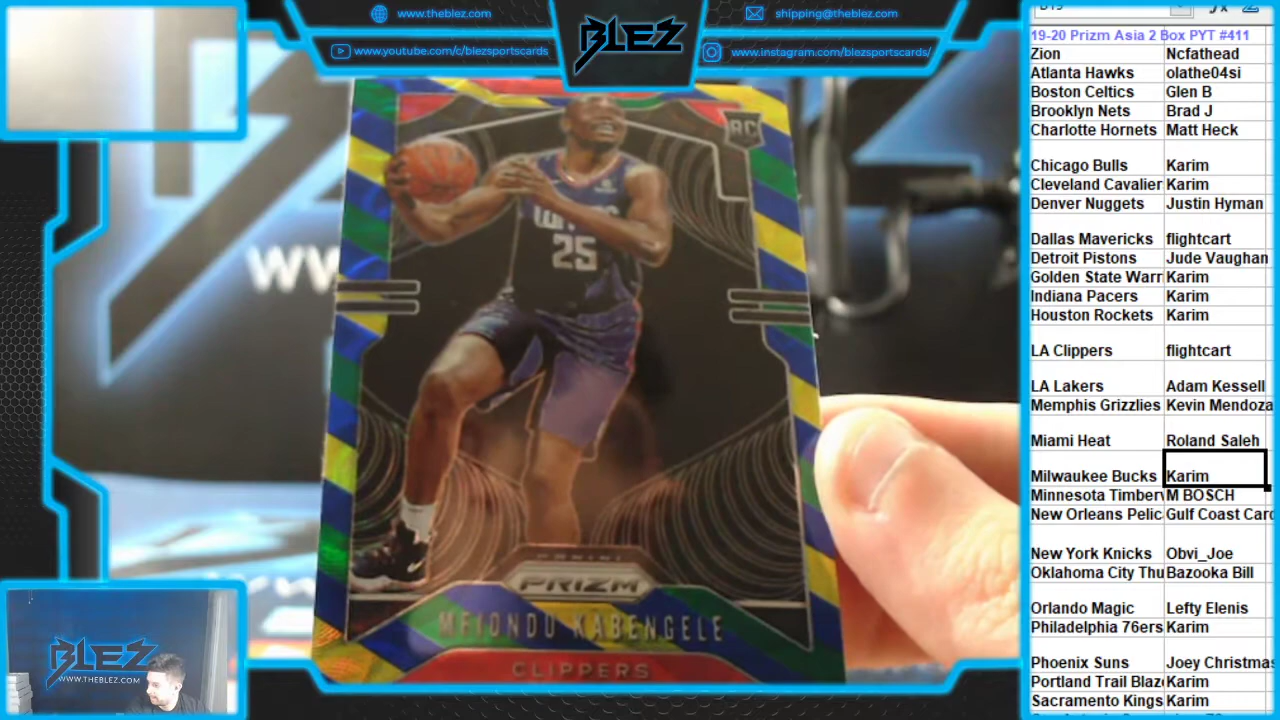 www.theblez.com
shipping@theblez.com
www.youtube.com/c/blezsportscards
www.instagram.com/blezsportscards/
BLEZ
19-20 Prizm Asia 2 Box PYT #411
Zion Ncfathead
Atlanta Hawks olathe04si
Boston Celtics Glen B
Brooklyn Nets Brad J
Charlotte Hornets Matt Heck
Chicago Bulls Karim
Cleveland Cavalier Karim
Denver Nuggets Justin Hyman
Dallas Mavericks flightcart
Detroit Pistons Jude Vaughan
Golden State Warr Karim
Indiana Pacers Karim
Houston Rockets Karim
LA Clippers flightcart
LA Lakers Adam Kessell
Memphis Grizzlies Kevin Mendoza
Miami Heat Roland Saleh
Milwaukee Bucks Karim
Minnesota Timber M BOSCH
New Orleans Pelic Gulf Coast Card
New York Knicks Obvi_Joe
Oklahoma City Thu Bazooka Bill
Orlando Magic Lefty Elenis
Philadelphia 76ers Karim
Phoenix Suns Joey Christmas
Portland Trail Blaz Karim
Sacramento Kings Karim
RC
25
PANINI
PRIZM
MFIONDU KABENGELE
CLIPPERS
BLEZ
WWW.THEBLEZ.COM